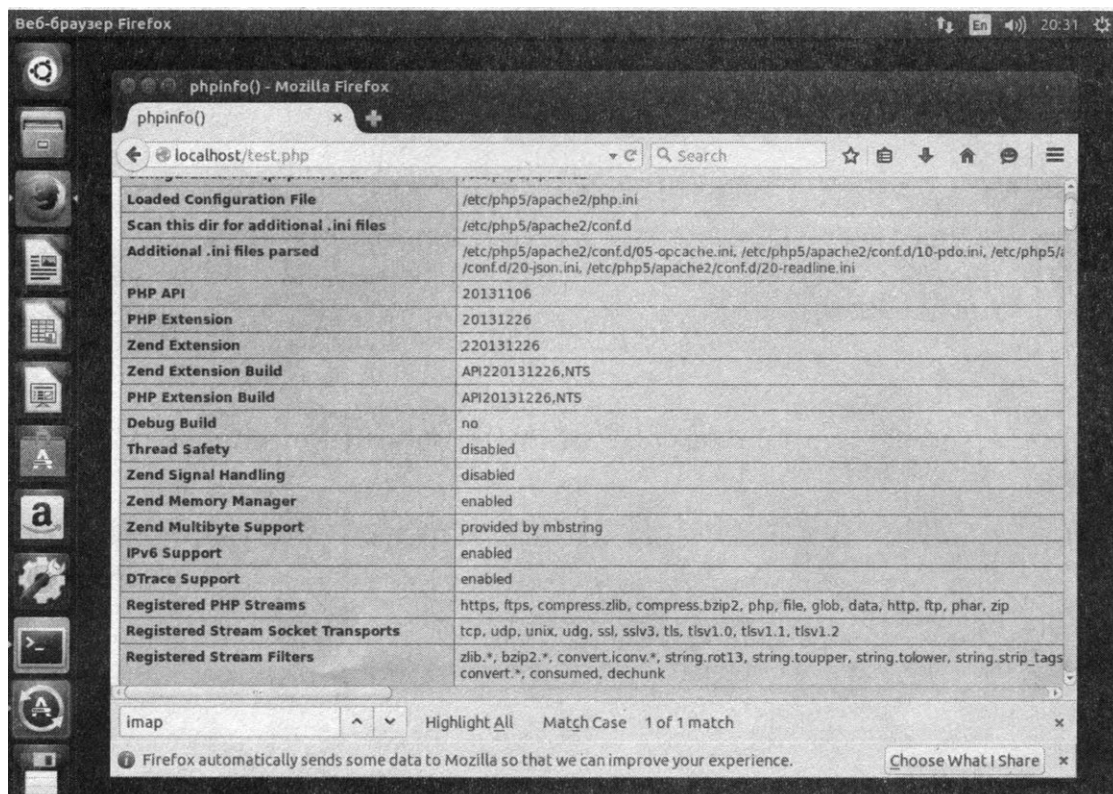 Веб-браузер Firefox En 20:31
phpinfo() - Mozilla Firefox
phpinfo()
localhost/test.php Search
Loaded Configuration File /etc/php5/apache2/php.ini
Scan this dir for additional .ini files /etc/php5/apache2/conf.d
Additional .ini files parsed /etc/php5/apache2/conf.d/05-opcache.ini, /etc/php5/apache2/conf.d/10-pdo.ini, /etc/php5/a
/conf.d/20-json.ini, /etc/php5/apache2/conf.d/20-readline.ini
PHP API 20131106
PHP Extension 20131226
Zend Extension 220131226
Zend Extension Build API220131226,NTS
PHP Extension Build API20131226,NTS
Debug Build no
Thread Safety disabled
Zend Signal Handling disabled
Zend Memory Manager enabled
Zend Multibyte Support provided by mbstring
IPv6 Support enabled
DTrace Support enabled
Registered PHP Streams https, ftps, compress.zlib, compress.bzip2, php, file, glob, data, http, ftp, phar, zip
Registered Stream Socket Transports tcp, udp, unix, udg, ssl, sslv3, tls, tlsv1.0, tlsv1.1, tlsv1.2
Registered Stream Filters zlib.*, bzip2.*, convert.iconv.*, string.rot13, string.toupper, string.tolower, string.strip_tags
convert.*, consumed, dechunk
imap Highlight All Match Case 1 of 1 match
Firefox automatically sends some data to Mozilla so that we can improve your experience. Choose What I Share